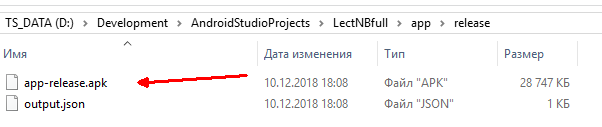 TS_DATA (D:) > Development > AndroidStudioProjects > LectNBfull > app > release
Имя Дата изменения Тип Размер
app-release.apk 10.12.2018 18:08 Файл "APK" 28 747 КБ
output.json 10.12.2018 18:08 Файл "JSON" 1 КБ